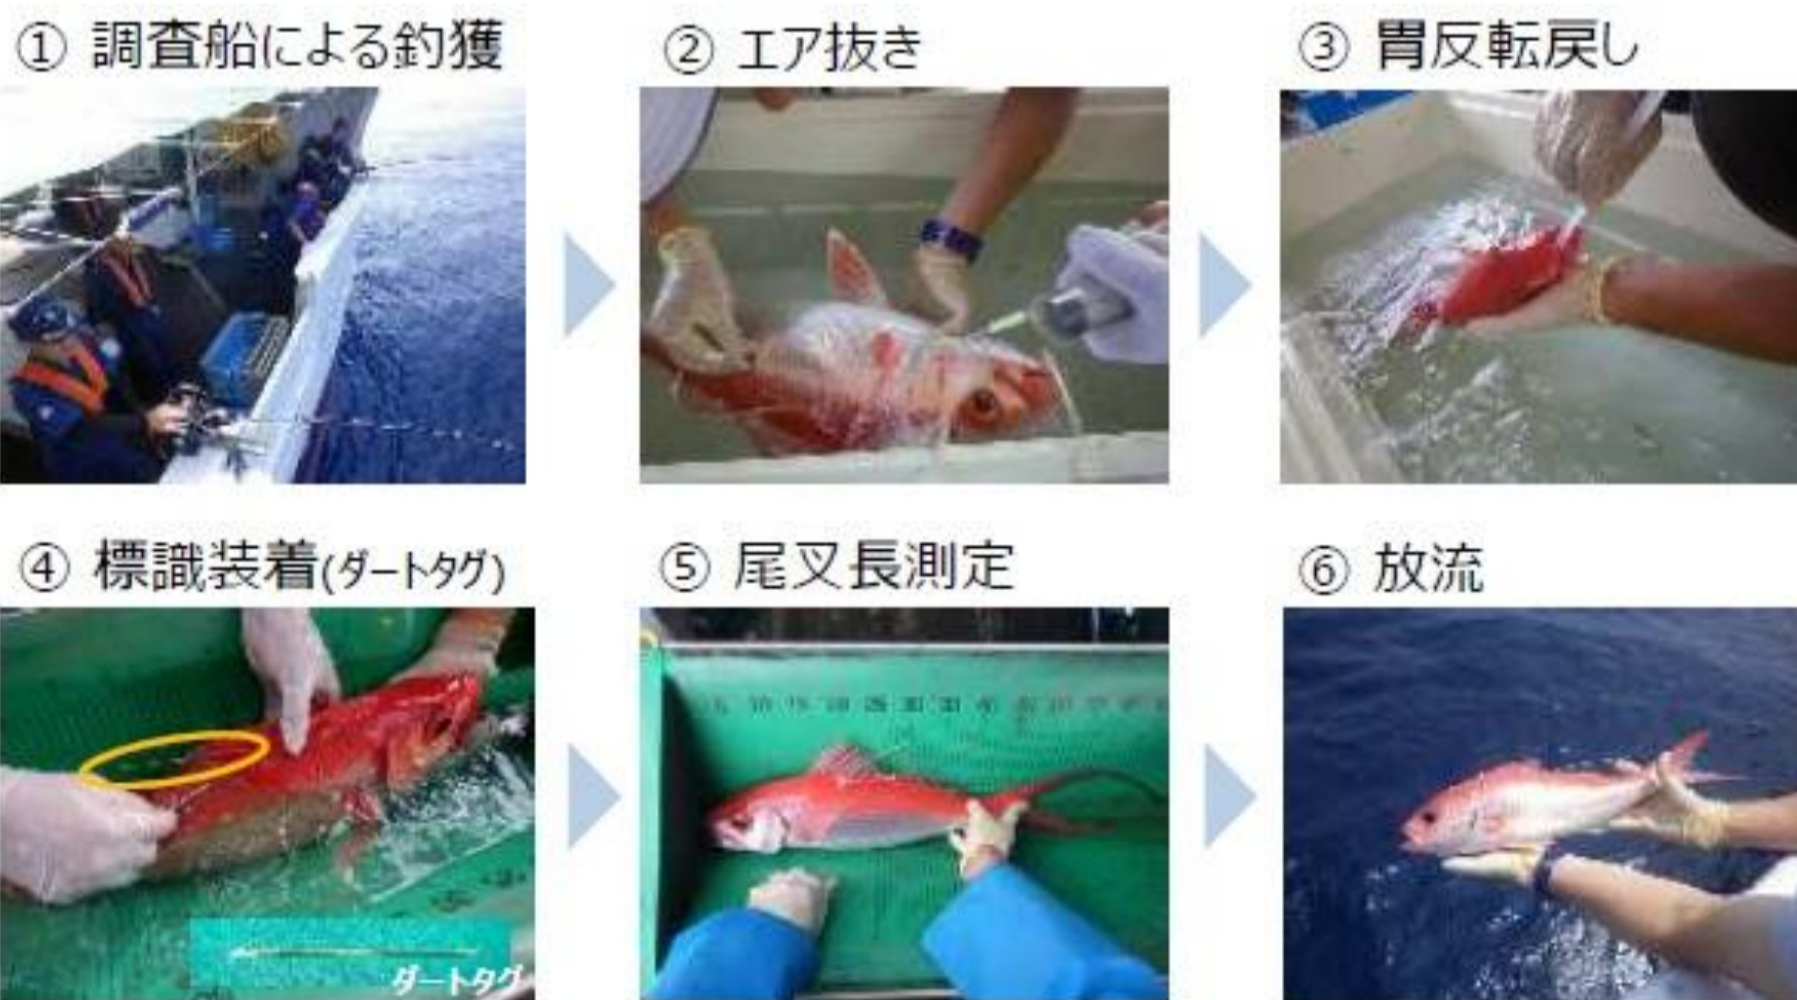 ① 調査船による釣獲
② エア抜き
③ 胃反転戻し
④ 標識装着(ダートタグ)
ダートタグ
⑤ 尾叉長測定
⑥ 放流